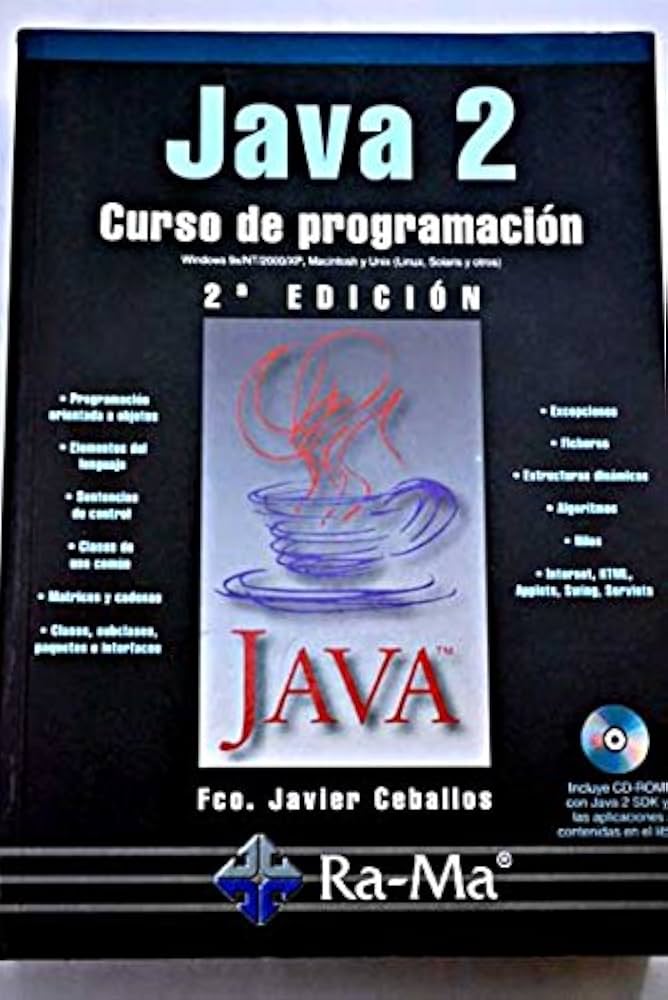 Java 2
Curso de programación
Windows 9x/NT/2000/XP, Macintosh y Unix (Linux, Solaris y otros)
2ª EDICIÓN
• Programación
orientada a objetos
• Elementos del
lenguaje
• Sentencias
de control
• Clases de
uso común
• Matrices y cadenas
• Clases, subclases,
paquetes e interfaces
• Excepciones
• Ficheros
• Estructuras dinámicas
• Algoritmos
• Hilos
• Internet, HTML,
Applets, Swing, Servlets
JAVA™
Incluye CD-ROM
con Java 2 SDK y
las aplicaciones
contenidas en el lib
Fco. Javier Ceballos
Ra-Ma®